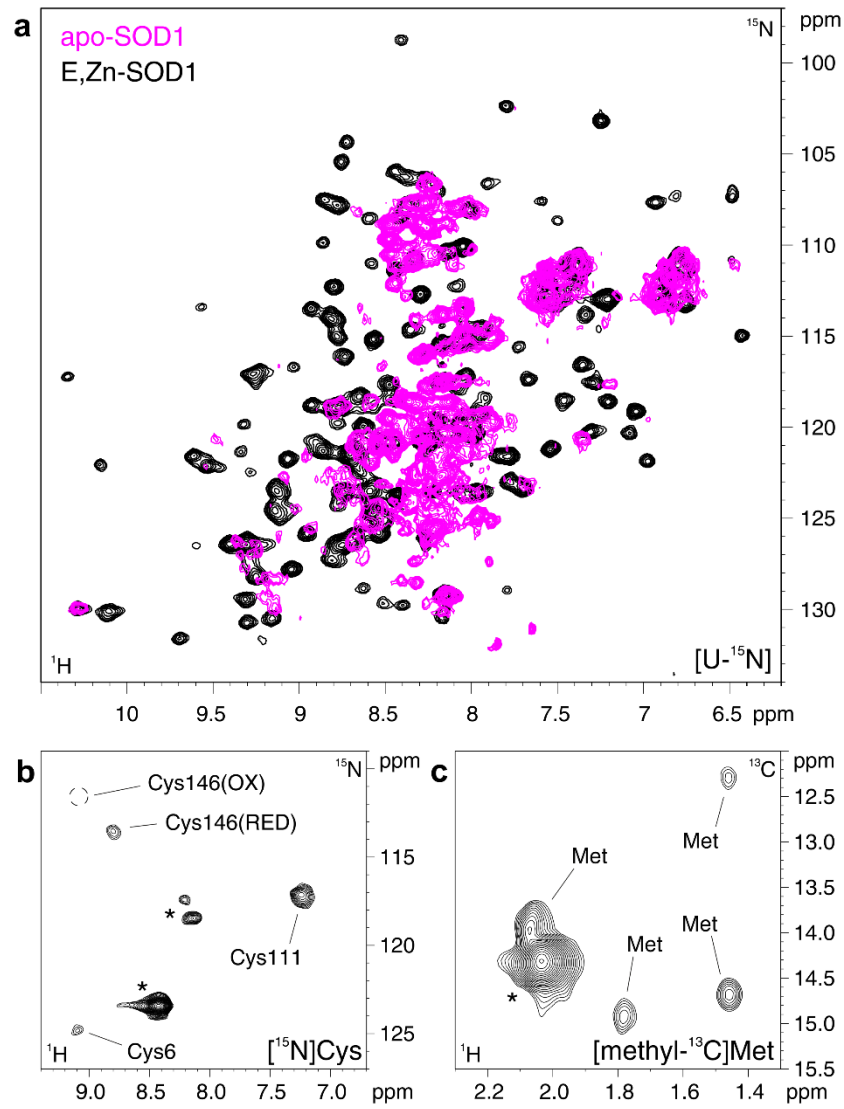 a
apo-SOD1
E,Zn-SOD1
¹⁵N
ppm
100
105
110
115
120
125
130
¹H
[U-¹⁵N]
10 9.5 9 8.5 8 7.5 7 6.5 ppm
b
¹⁵N
ppm
Cys146(OX)
Cys146(RED)
115
*
Cys111
120
*
Cys6
125
¹H
[¹⁵N]Cys
9.0 8.0 7.0 ppm
c
¹³C
ppm
12.5
Met
13.0
Met
13.5
Met
14.0
Met
14.5
*
15.0
¹H
[methyl-¹³C]Met
15.5
2.2 2.0 1.8 1.6 1.4 ppm